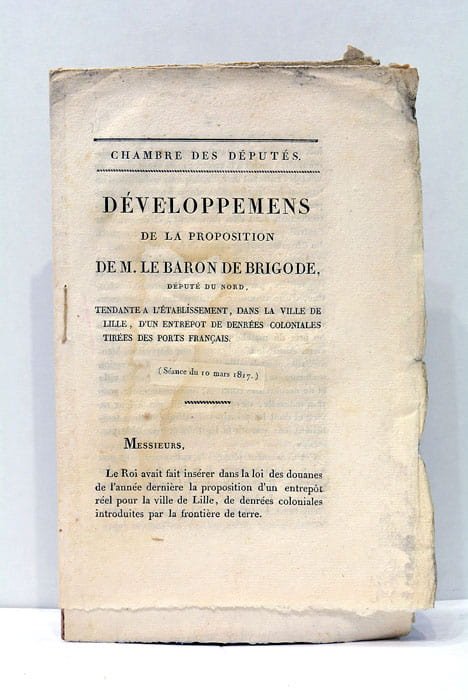 CHAMBRE DES DÉPUTÉS.
DÉVELOPPEMENS
DE LA PROPOSITION
DE M. LE BARON DE BRIGODE,
DÉPUTÉ DU NORD,
TENDANTE A L'ÉTABLISSEMENT, DANS LA VILLE DE
LILLE, D'UN ENTREPOT DE DENRÉES COLONIALES
TIRÉES DES PORTS FRANÇAIS.
(Séance du 10 mars 1817.)
MESSIEURS,
Le Roi avait fait insérer dans la loi des douanes
de l'année dernière la proposition d'un entrepôt
réel pour la ville de Lille, de denrées coloniales
introduites par la frontière de terre.